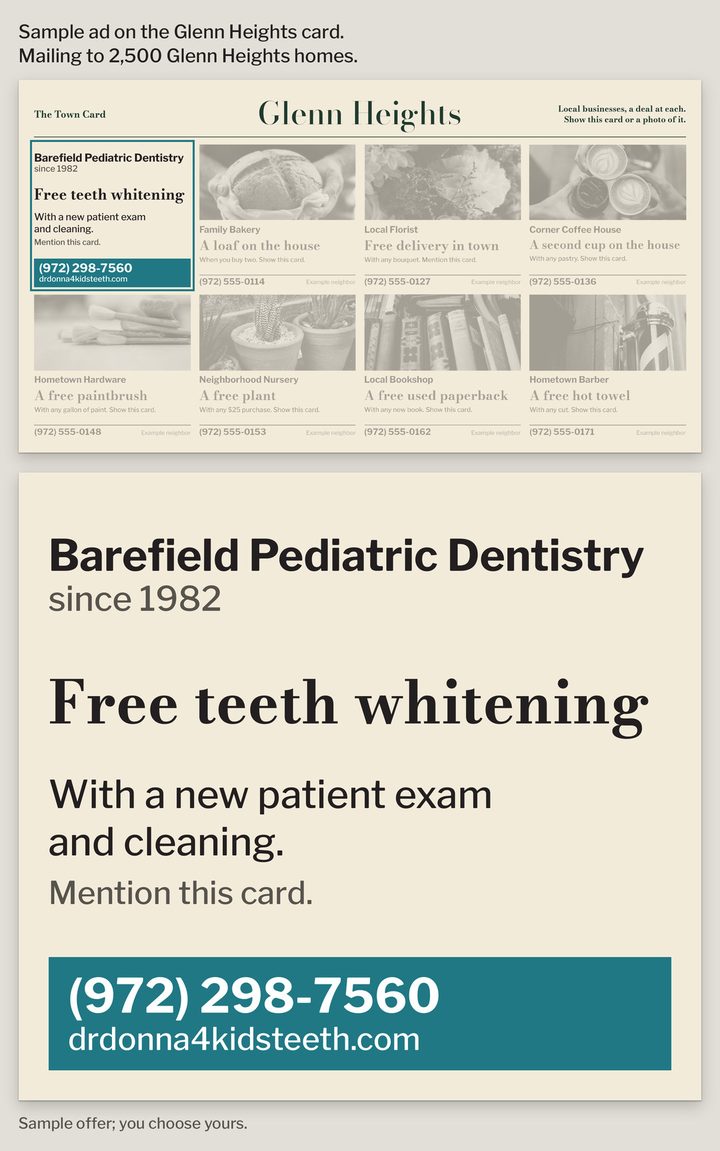 Sample ad on the Glenn Heights card.
Mailing to 2,500 Glenn Heights homes.
The Town Card
Glenn Heights
Local businesses, a deal at each.
Show this card or a photo of it.
Barefield Pediatric Dentistry
since 1982
Free teeth whitening
With a new patient exam
and cleaning.
Mention this card.
(972) 298-7560
drdonna4kidsteeth.com
Family Bakery
A loaf on the house
When you buy two. Show this card.
(972) 555-0114
Example neighbor
Local Florist
Free delivery in town
With any bouquet. Mention this card.
(972) 555-0127
Example neighbor
Corner Coffee House
A second cup on the house
With any pastry. Show this card.
(972) 555-0136
Example neighbor
Hometown Hardware
A free paintbrush
With any gallon of paint. Show this card.
(972) 555-0148
Example neighbor
Neighborhood Nursery
A free plant
With any $25 purchase. Show this card.
(972) 555-0153
Example neighbor
Local Bookshop
A free used paperback
With any new book. Show this card.
(972) 555-0162
Example neighbor
Hometown Barber
A free hot towel
With any cut. Show this card.
(972) 555-0171
Example neighbor
Barefield Pediatric Dentistry
since 1982
Free teeth whitening
With a new patient exam
and cleaning.
Mention this card.
(972) 298-7560
drdonna4kidsteeth.com
Sample offer; you choose yours.